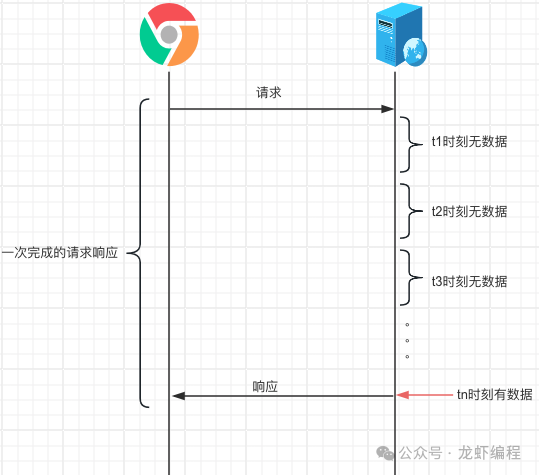 请求
t1时刻无数据
t2时刻无数据
一次完成的请求响应
t3时刻无数据
响应
tn时刻有数据
公众号 · 龙虾编程